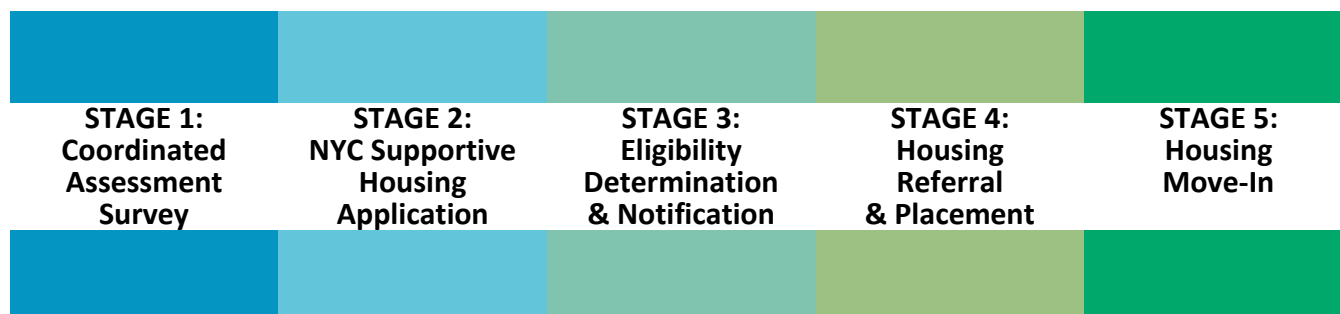 STAGE 1:
Coordinated
Assessment
Survey
STAGE 2:
NYC Supportive
Housing
Application
STAGE 3:
Eligibility
Determination
& Notification
STAGE 4:
Housing
Referral
& Placement
STAGE 5:
Housing
Move-In